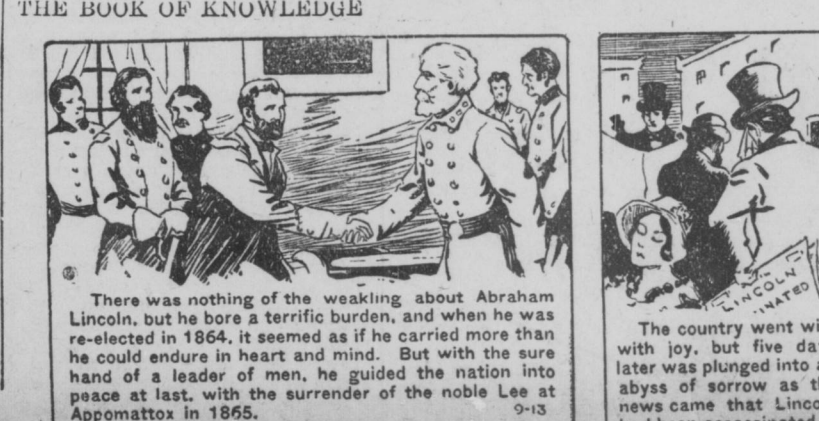 THE BOOK OF KNOWLEDGE
There was nothing of the weakling about Abraham
Lincoln, but he bore a terrific burden, and when he was
re-elected in 1864, it seemed as if he carried more than
he could endure in heart and mind. But with the sure
hand of a leader of men, he guided the nation into
peace at last, with the surrender of the noble Lee at
Appomattox in 1865.
9-13
LINCOLN
The country went
with joy, but five
later was plunged into
abyss of sorrow as
news came that